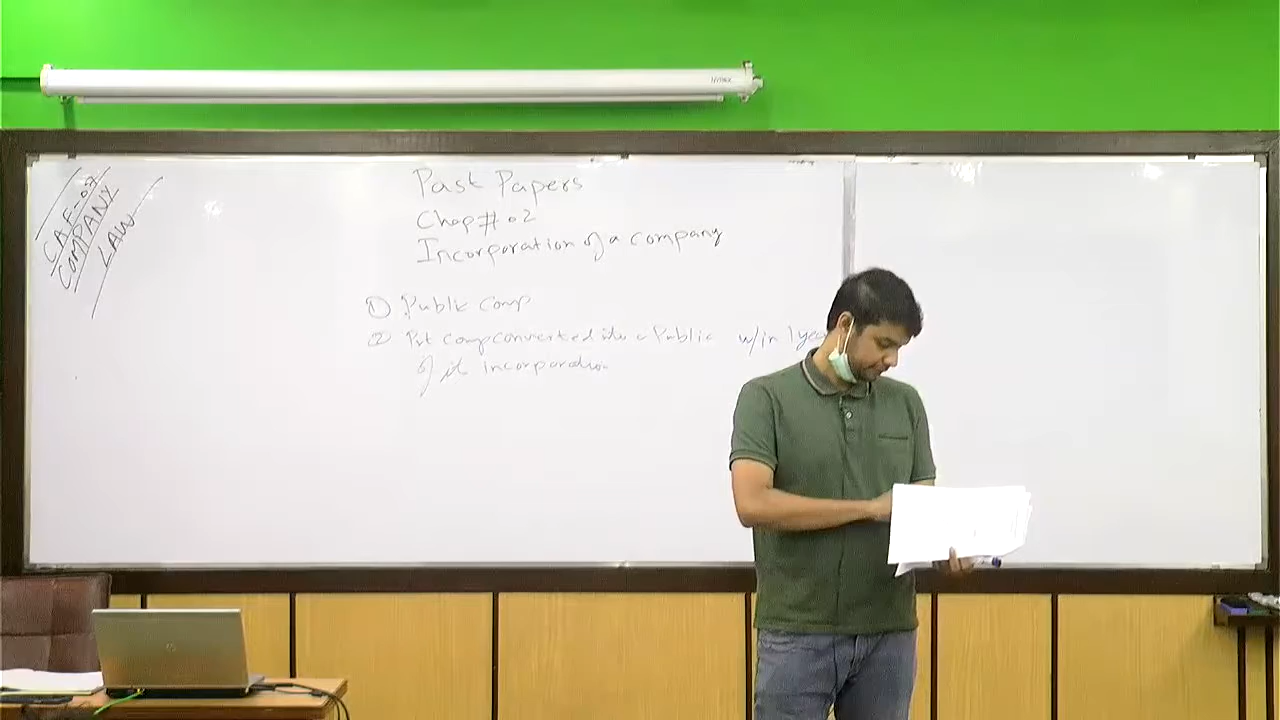 CAF-07
COMPANY
LAW
Past Papers
Chap# 02
Incorporation of a company
① Public Comp
② Pvt comp converted into a Public w/in 1 year
of its incorporation
hp